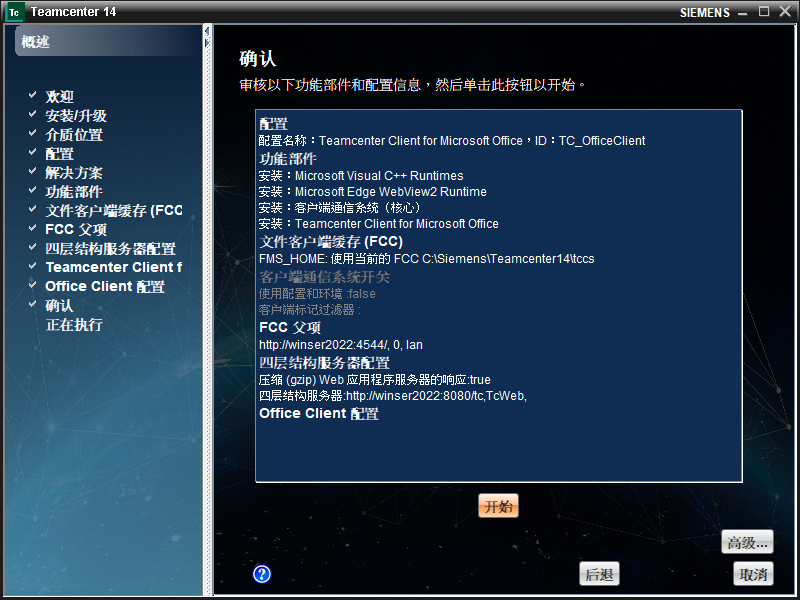 Tc Teamcenter 14
SIEMENS
概述
欢迎
安装/升级
介质位置
配置
解决方案
功能部件
文件客户端缓存 (FCC
FCC 父项
四层结构服务器配置
Teamcenter Client f
Office Client 配置
确认
正在执行
确认
审核以下功能部件和配置信息，然后单击此按钮以开始。
配置
配置名称：Teamcenter Client for Microsoft Office，ID：TC_OfficeClient
功能部件
安装：Microsoft Visual C++ Runtimes
安装：Microsoft Edge WebView2 Runtime
安装：客户端通信系统（核心）
安装：Teamcenter Client for Microsoft Office
文件客户端缓存 (FCC)
FMS_HOME: 使用当前的 FCC C:\Siemens\Teamcenter14\tccs
客户端通信系统开关
使用配置和环境 :false
客户端标记过滤器 :
FCC 父项
http://winser2022:4544/, 0, lan
四层结构服务器配置
压缩 (gzip) Web 应用程序服务器的响应:true
四层结构服务器:http://winser2022:8080/tc,TcWeb,
Office Client 配置
开始
高级...
?
后退
取消